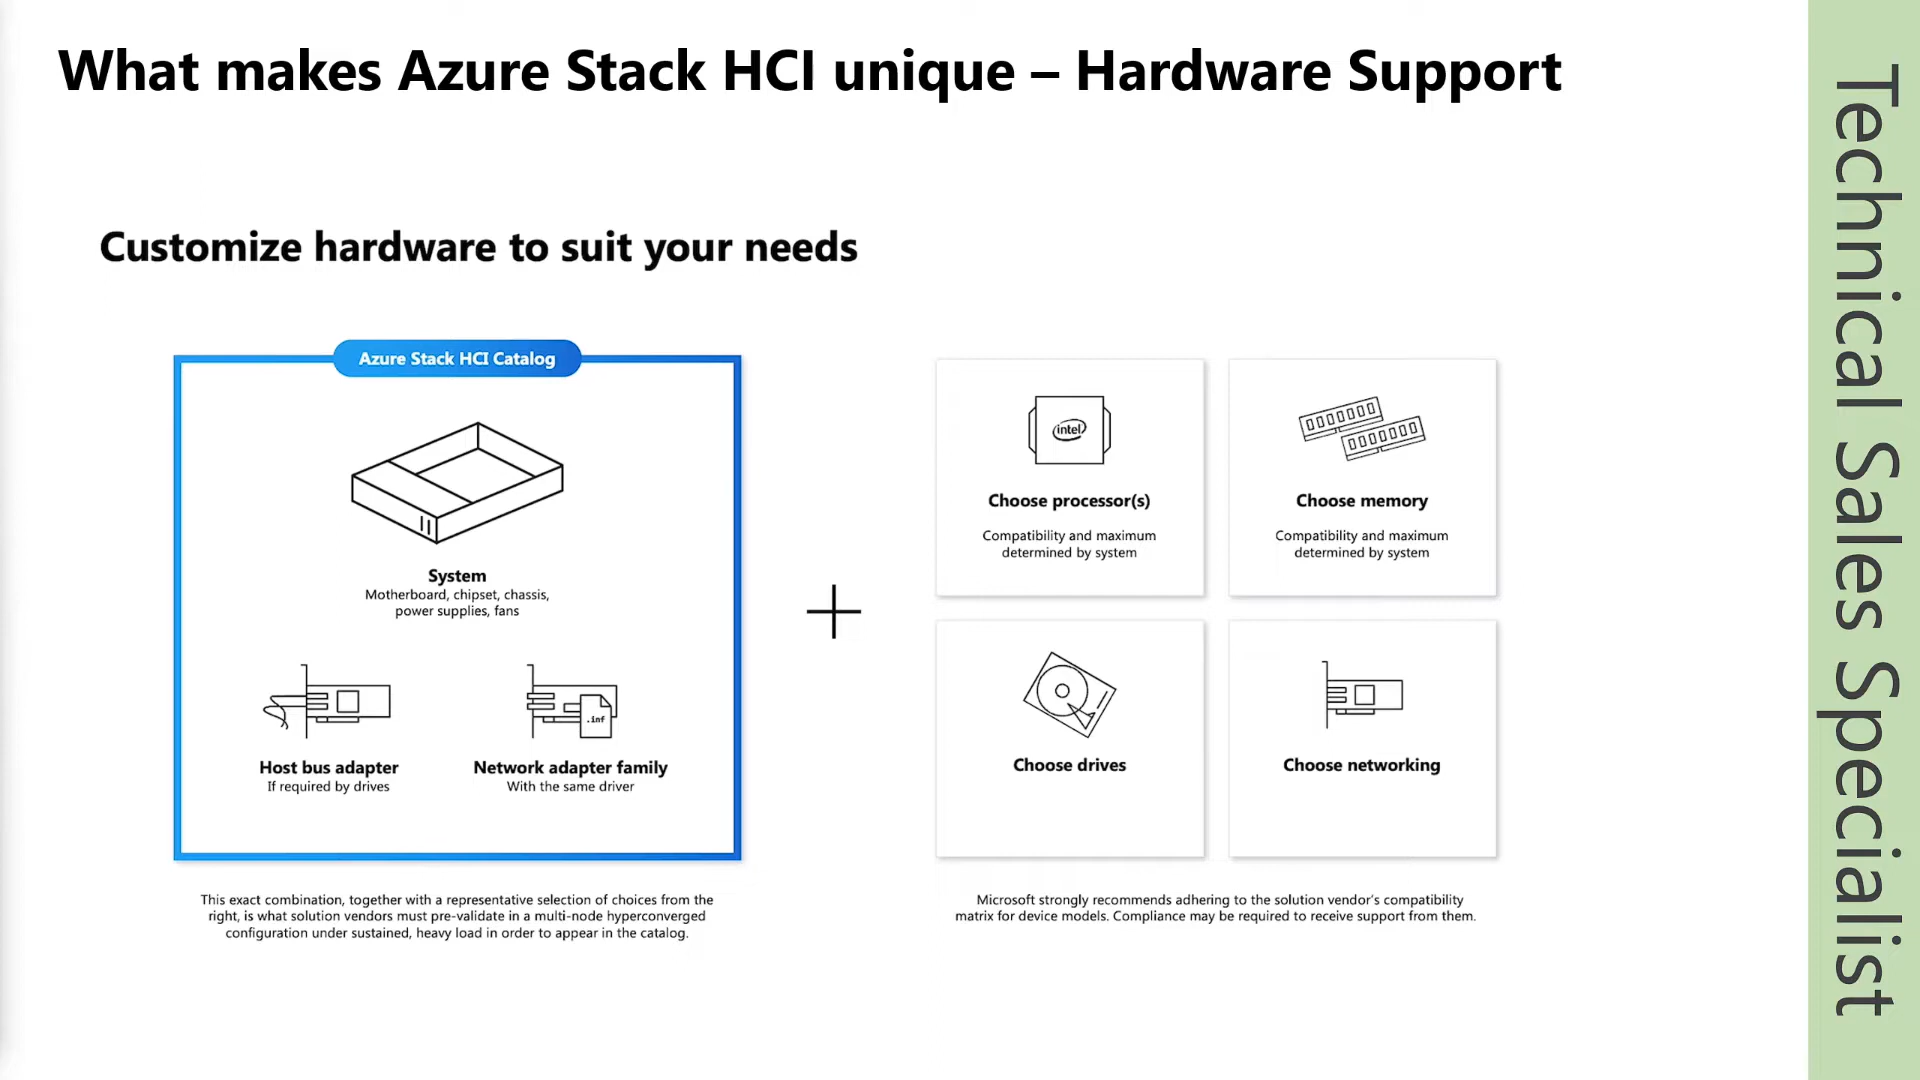 What makes Azure Stack HCI unique – Hardware Support
Customize hardware to suit your needs
Azure Stack HCI Catalog
System
Motherboard, chipset, chassis,
power supplies, fans
Host bus adapter
If required by drives
.inf
Network adapter family
With the same driver
This exact combination, together with a representative selection of choices from the
right, is what solution vendors must pre-validate in a multi-node hyperconverged
configuration under sustained, heavy load in order to appear in the catalog.
intel
Choose processor(s)
Compatibility and maximum
determined by system
Choose memory
Compatibility and maximum
determined by system
Choose drives
Choose networking
Microsoft strongly recommends adhering to the solution vendor's compatibility
matrix for device models. Compliance may be required to receive support from them.
Technical Sales Specialist